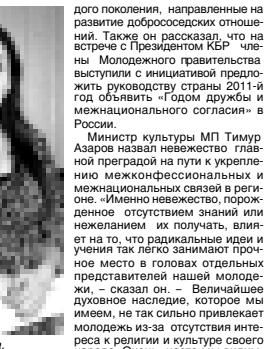 дого поколения, направленные на
развитие добрососедских отноше-
ний. Также он рассказал, что на
встрече с Президентом КБР чле-
ны Молодежного правительства
выступили с инициативой предло-
жить руководству страны 2011-й
год объявить «Годом дружбы и
межнационального согласия» в
России.
Министр культуры МП Тимур
Азаров назвал невежество глав-
ной преградой на пути к укрепле-
нию межконфессиональных и
межнациональных связей в реги-
оне. «Именно невежество, порож-
денное отсутствием знаний или
нежеланием их получать, влия-
ет на то, что радикальные идеи и
учения так легко занимают проч-
ное место в головах отдельных
представителей нашей молоде-
жи, – сказал он. – Величайшее
духовное наследие, которое мы
имеем, не так сильно привлекает
молодежь из-за отсутствия инте-
реса к религии и культуре своего